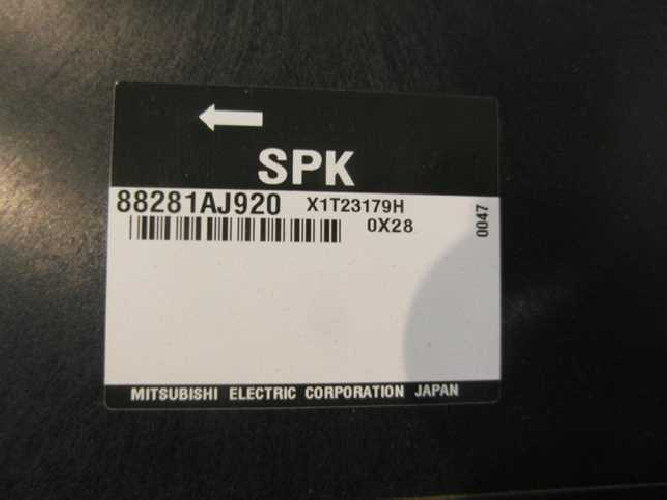 SPK
88281AJ920 X1T23179H
0X28
0047
MITSUBISHI ELECTRIC CORPORATION JAPAN